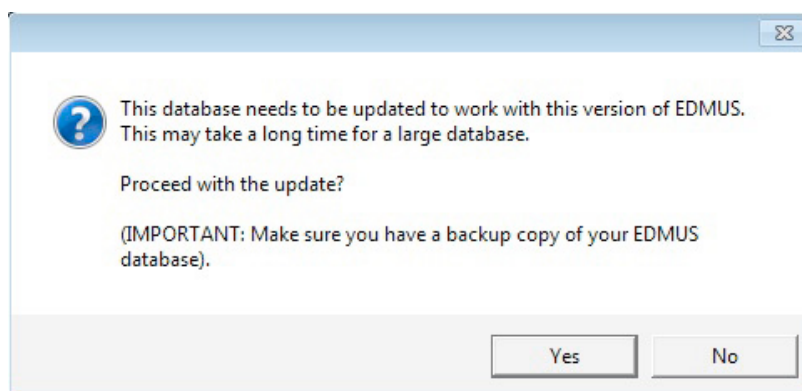 This database needs to be updated to work with this version of EDMUS.
This may take a long time for a large database.
Proceed with the update?
(IMPORTANT: Make sure you have a backup copy of your EDMUS
database).
Yes No